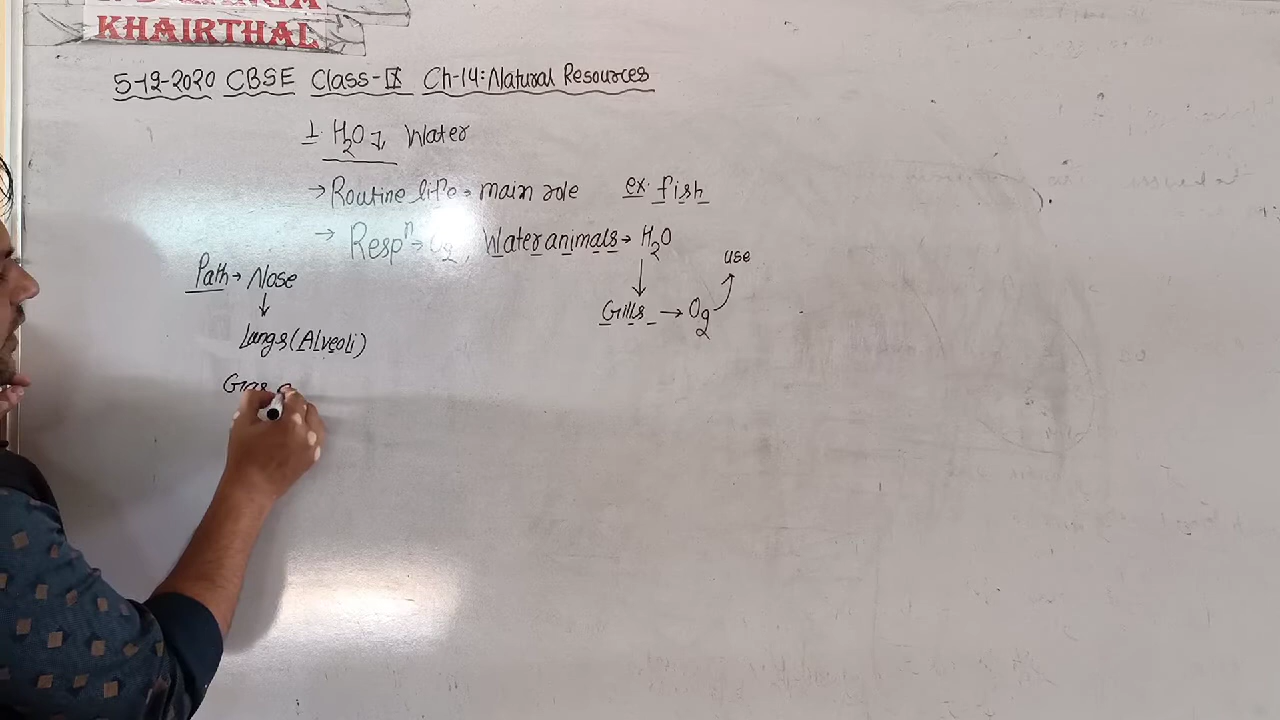 KHAIRTHAL
5-12-2020 CBSE Class-IX Ch-14: Natural Resources
1. H2O Water
→ Routine life → main role ex. fish
→ Respn → O2, Water animals → H2O
use
Path → Nose
↓
Gills → O2
Lungs (Alveoli)
Gas